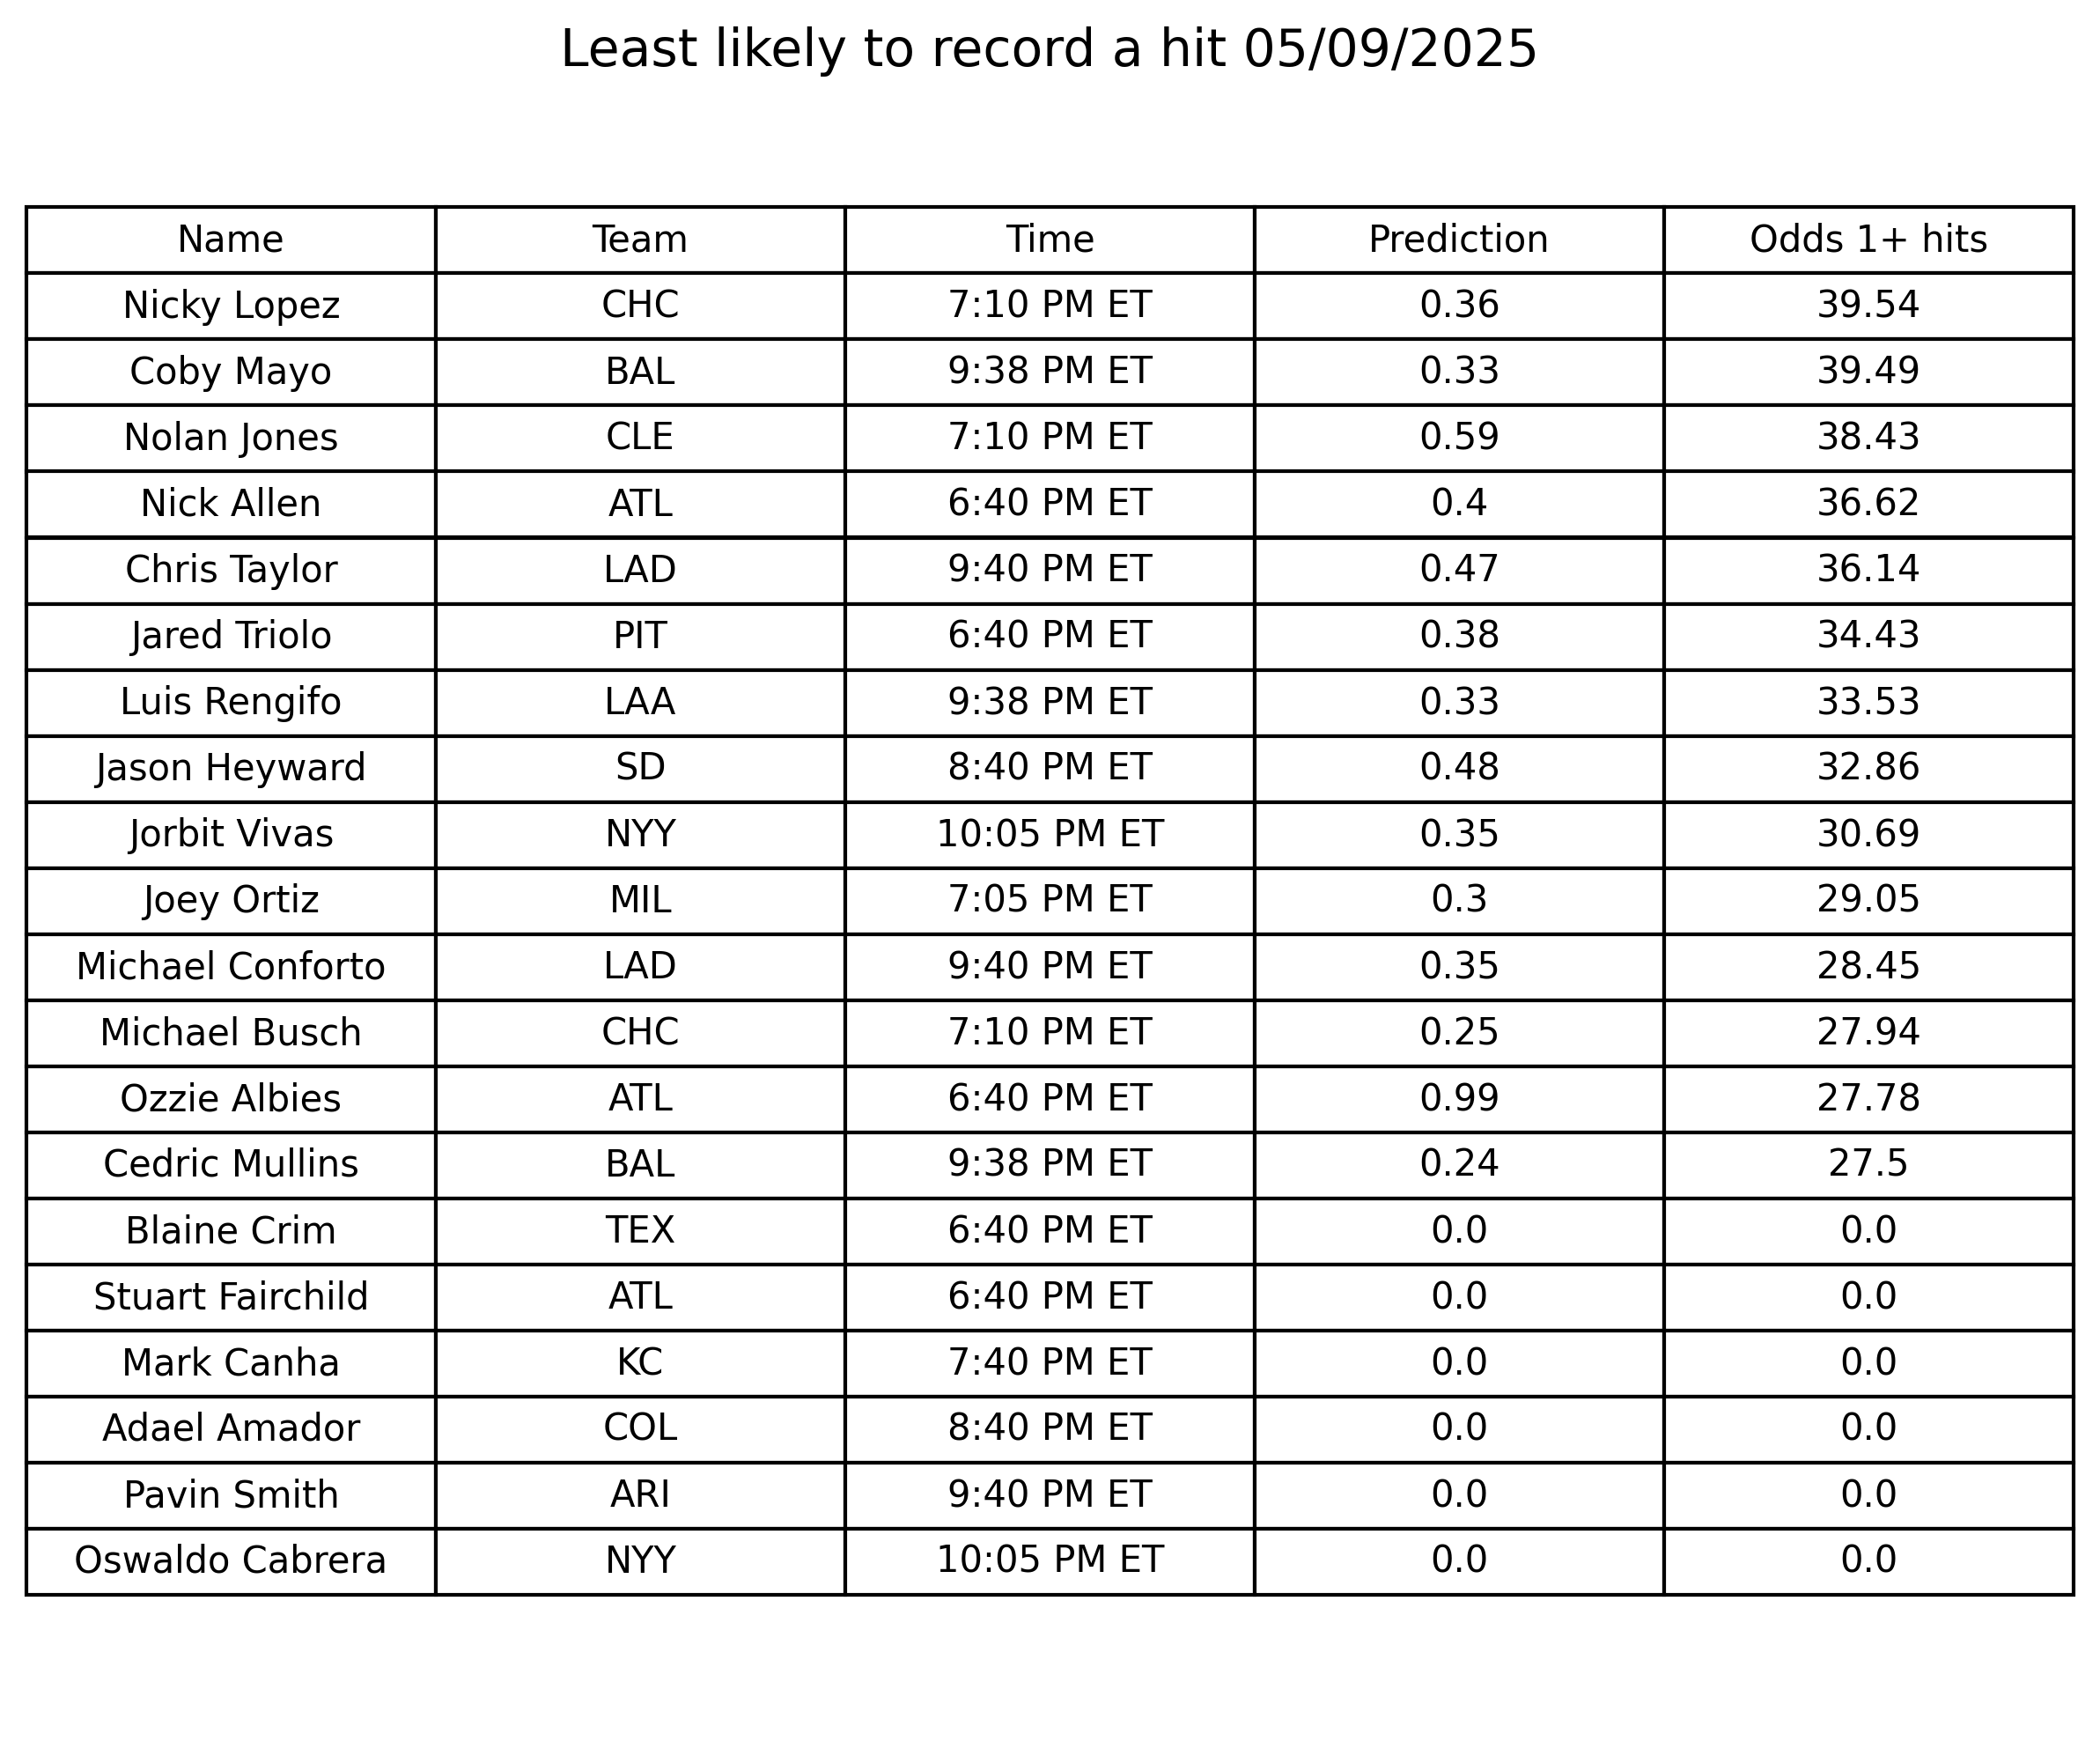 Least likely to record a hit 05/09/2025
Name Team Time Prediction Odds 1+ hits
Nicky Lopez CHC 7:10 PM ET 0.36 39.54
Coby Mayo BAL 9:38 PM ET 0.33 39.49
Nolan Jones CLE 7:10 PM ET 0.59 38.43
Nick Allen ATL 6:40 PM ET 0.4 36.62
Chris Taylor LAD 9:40 PM ET 0.47 36.14
Jared Triolo PIT 6:40 PM ET 0.38 34.43
Luis Rengifo LAA 9:38 PM ET 0.33 33.53
Jason Heyward SD 8:40 PM ET 0.48 32.86
Jorbit Vivas NYY 10:05 PM ET 0.35 30.69
Joey Ortiz MIL 7:05 PM ET 0.3 29.05
Michael Conforto LAD 9:40 PM ET 0.35 28.45
Michael Busch CHC 7:10 PM ET 0.25 27.94
Ozzie Albies ATL 6:40 PM ET 0.99 27.78
Cedric Mullins BAL 9:38 PM ET 0.24 27.5
Blaine Crim TEX 6:40 PM ET 0.0 0.0
Stuart Fairchild ATL 6:40 PM ET 0.0 0.0
Mark Canha KC 7:40 PM ET 0.0 0.0
Adael Amador COL 8:40 PM ET 0.0 0.0
Pavin Smith ARI 9:40 PM ET 0.0 0.0
Oswaldo Cabrera NYY 10:05 PM ET 0.0 0.0